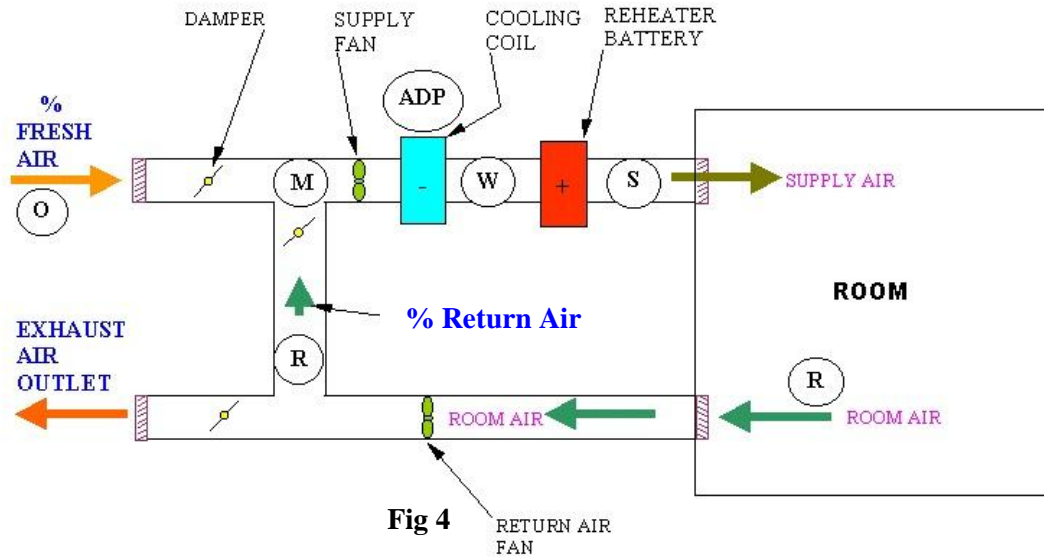 DAMPER
SUPPLY
FAN
COOLING
COIL
REHEATER
BATTERY
ADP
%
FRESH
AIR
O
M
-
W
+
S
SUPPLY AIR
ROOM
% Return Air
EXHAUST
AIR
OUTLET
R
R
ROOM AIR
ROOM AIR
Fig 4
RETURN AIR
FAN